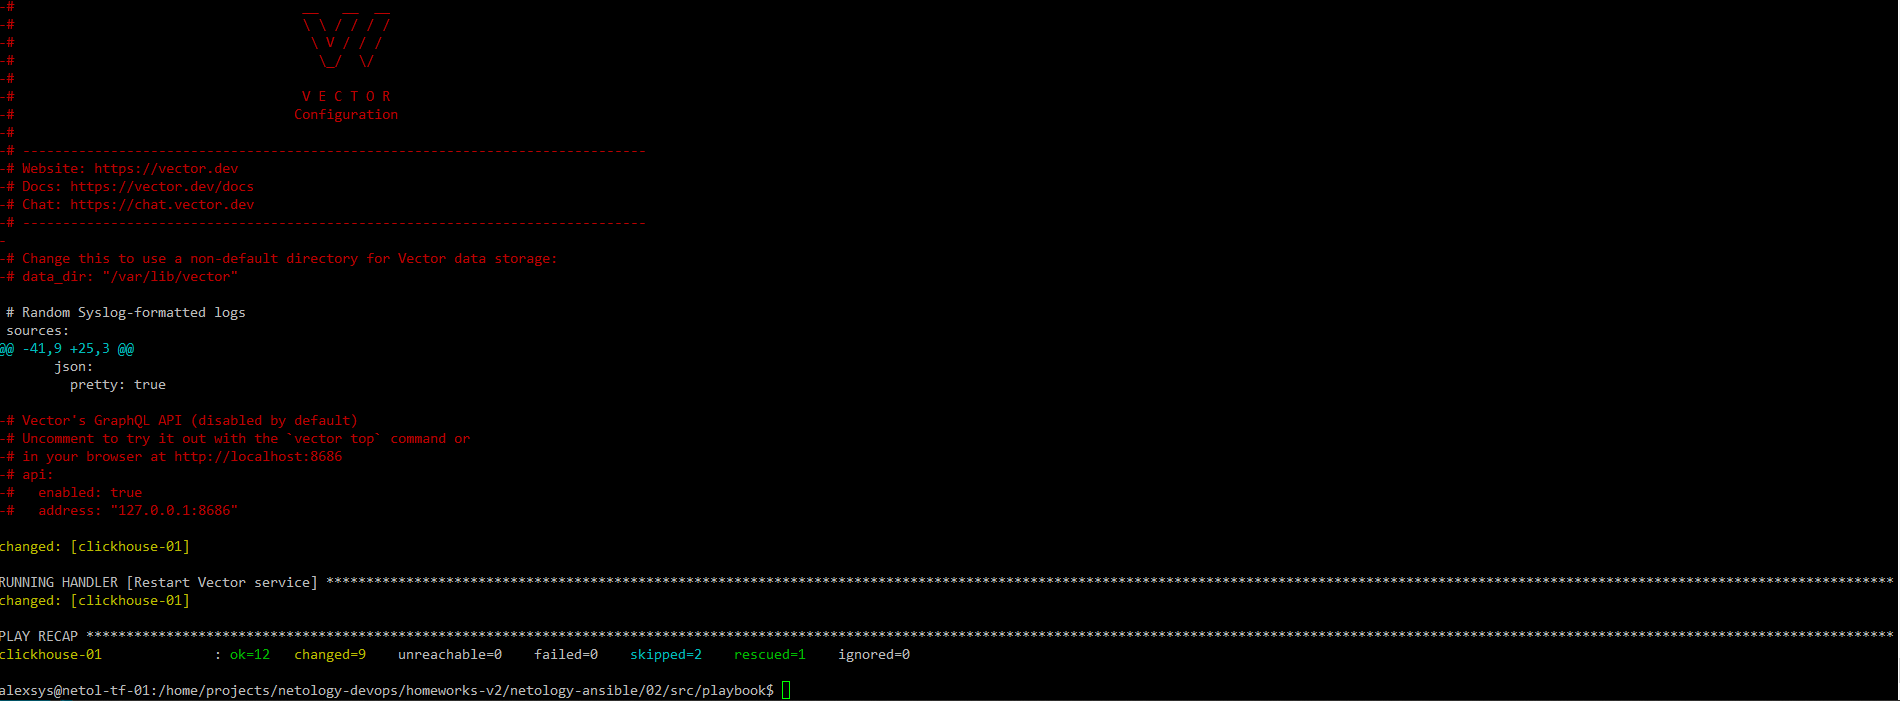 -#                                    __   __  __
-#                                    \ \ / / / /
-#                                     \ V / / /
-#                                      \_/  \/
-#
-#                                    V E C T O R
-#                                   Configuration
-#
-# ------------------------------------------------------------------------------
-# Website: https://vector.dev
-# Docs: https://vector.dev/docs
-# Chat: https://chat.vector.dev
-# ------------------------------------------------------------------------------
-
-# Change this to use a non-default directory for Vector data storage:
-# data_dir: "/var/lib/vector"

 # Random Syslog-formatted logs
 sources:
@@ -41,9 +25,3 @@
       json:
         pretty: true

-# Vector's GraphQL API (disabled by default)
-# Uncomment to try it out with the `vector top` command or
-# in your browser at http://localhost:8686
-# api:
-#   enabled: true
-#   address: "127.0.0.1:8686"

changed: [clickhouse-01]

RUNNING HANDLER [Restart Vector service] ****************************************************************************************************************************************************************************************************
changed: [clickhouse-01]

PLAY RECAP **********************************************************************************************************************************************************************************************************************************
clickhouse-01              : ok=12   changed=9    unreachable=0    failed=0    skipped=2    rescued=1    ignored=0

alexsys@netol-tf-01:/home/projects/netology-devops/homeworks-v2/netology-ansible/02/src/playbook$